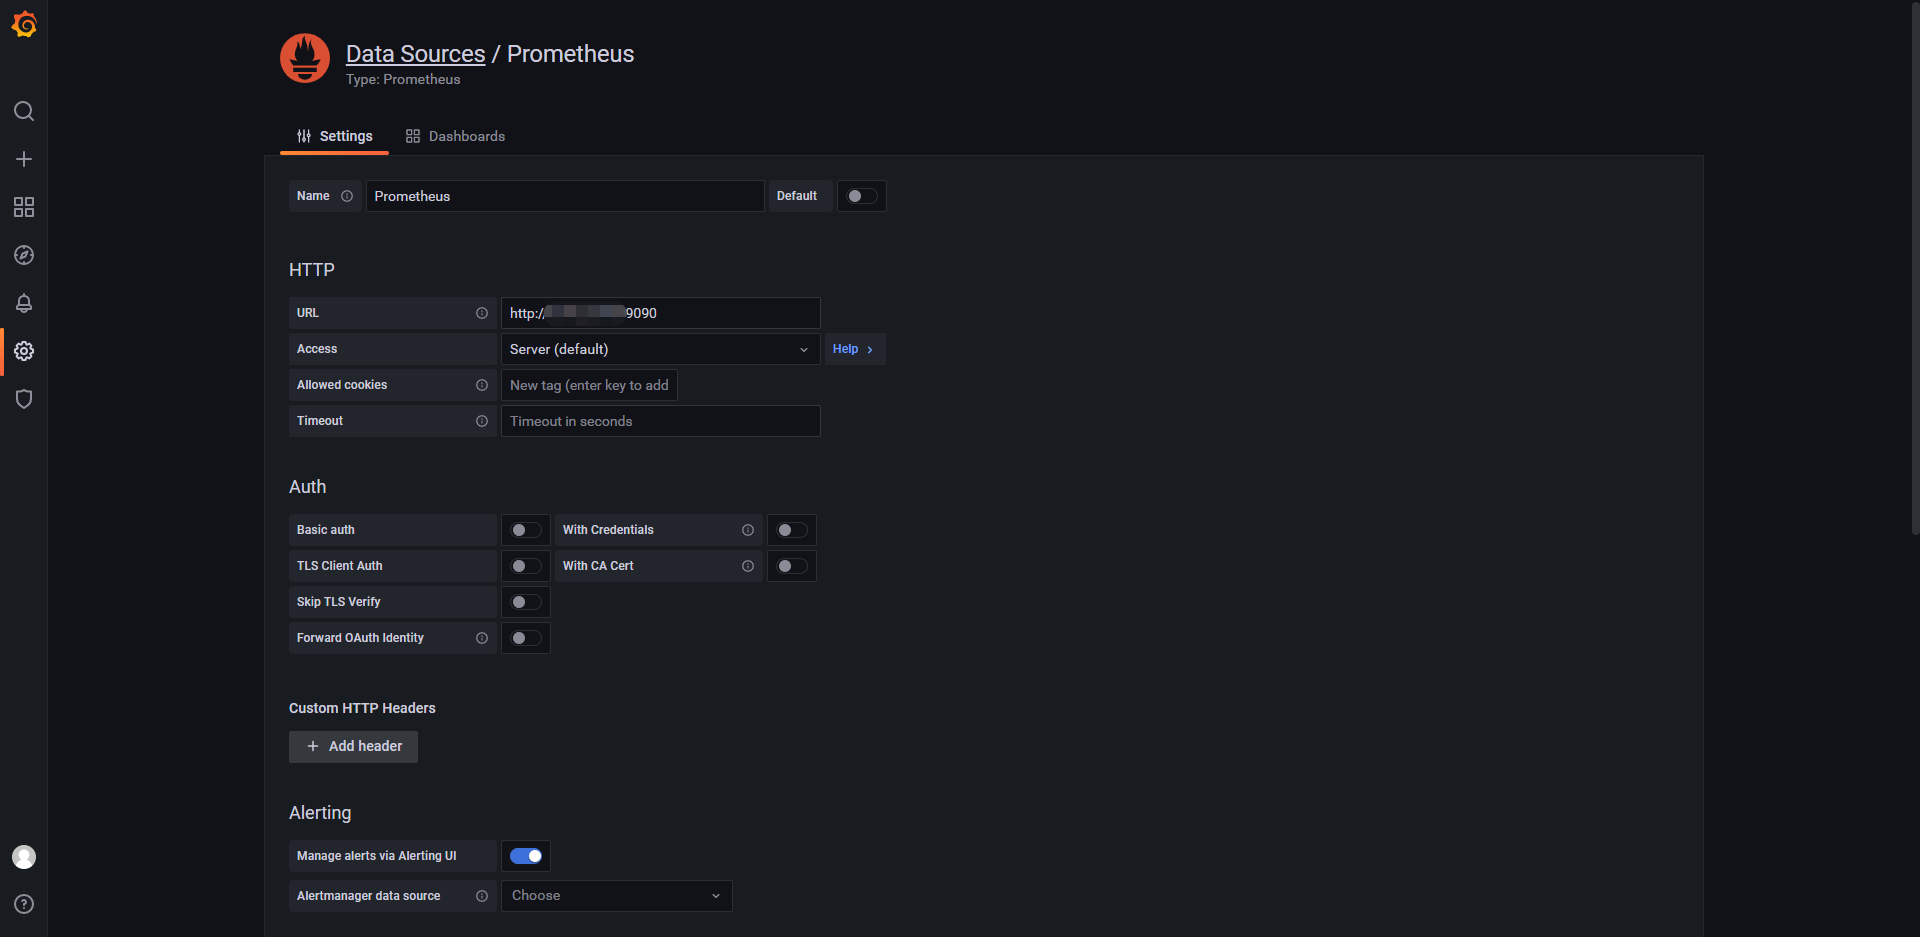 Data Sources / Prometheus
Type: Prometheus
Settings Dashboards
Name Prometheus Default
HTTP
URL http:// 9090
Access Server (default) Help
Allowed cookies New tag (enter key to add
Timeout Timeout in seconds
Auth
Basic auth With Credentials
TLS Client Auth With CA Cert
Skip TLS Verify
Forward OAuth Identity
Custom HTTP Headers
Add header
Alerting
Manage alerts via Alerting UI
Alertmanager data source Choose